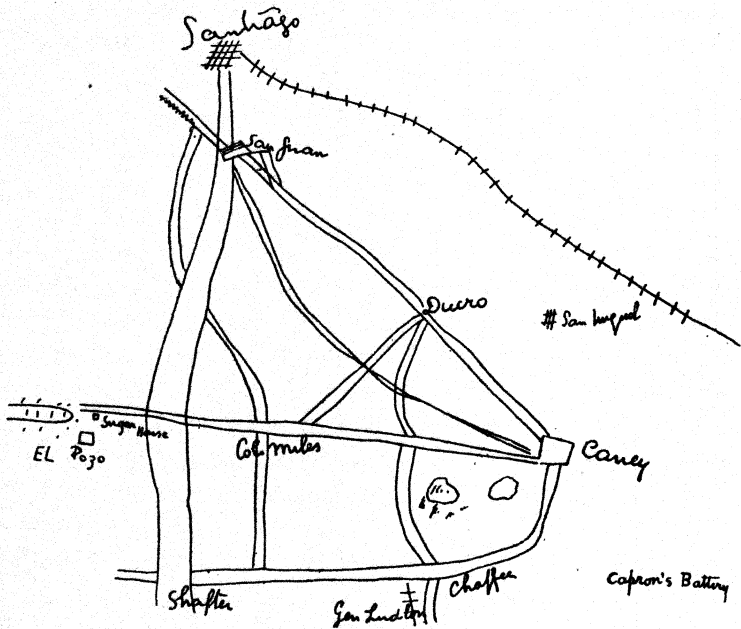 Santiago
San Juan
Ducro
San Miguel
Sugar House
EL Pozo
Col. Miles
Caney
Shafter
Gen Ludlow
Chaffee
Capron's Battery